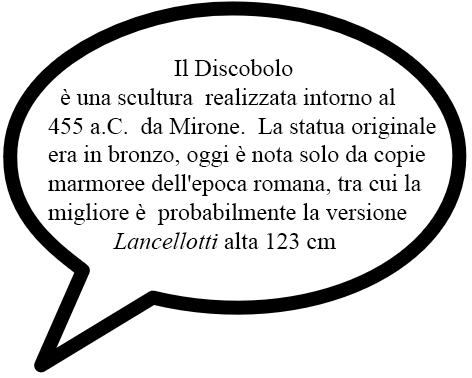 Il Discobolo
è una scultura realizzata intorno al
455 a.C. da Mirone. La statua originale
era in bronzo, oggi è nota solo da copie
marmoree dell'epoca romana, tra cui la
migliore è probabilmente la versione
Lancellotti alta 123 cm